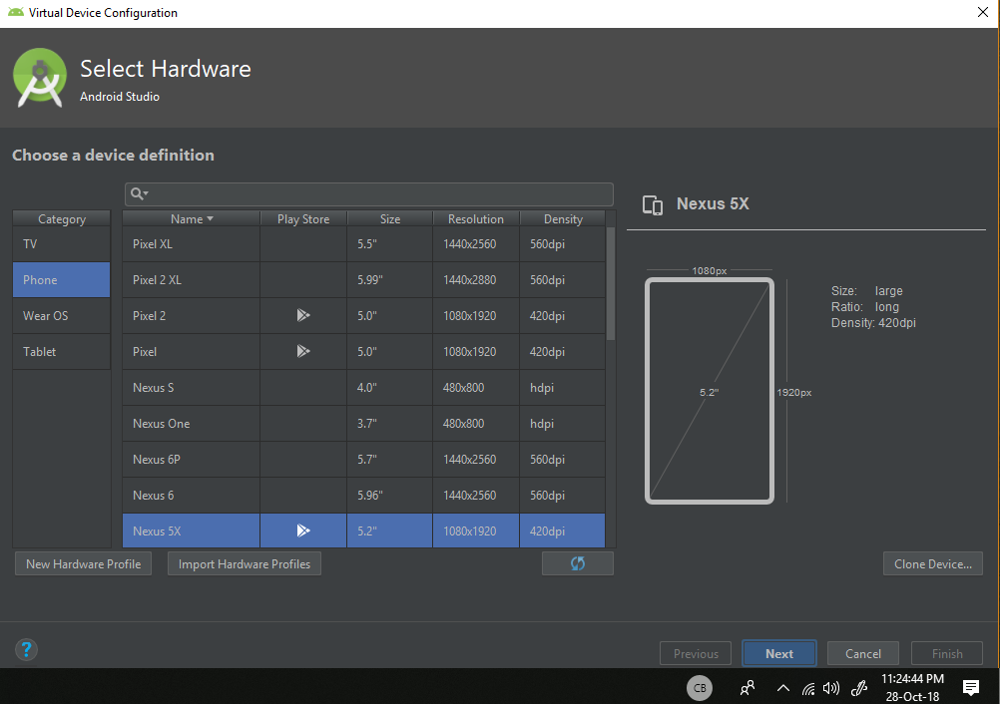 Virtual Device Configuration
Select Hardware
Android Studio
Choose a device definition
Category
TV
Phone
Wear OS
Tablet
Name Play Store Size Resolution Density
Pixel XL 5.5" 1440x2560 560dpi
Pixel 2 XL 5.99" 1440x2880 560dpi
Pixel 2 5.0" 1080x1920 420dpi
Pixel 5.0" 1080x1920 420dpi
Nexus S 4.0" 480x800 hdpi
Nexus One 3.7" 480x800 hdpi
Nexus 6P 5.7" 1440x2560 560dpi
Nexus 6 5.96" 1440x2560 560dpi
Nexus 5X 5.2" 1080x1920 420dpi
New Hardware Profile
Import Hardware Profiles
Nexus 5X
1080px
5.2"
1920px
Size: large
Ratio: long
Density: 420dpi
Clone Device...
?
Previous
Next
Cancel
Finish
CB
11:24:44 PM
28-Oct-18